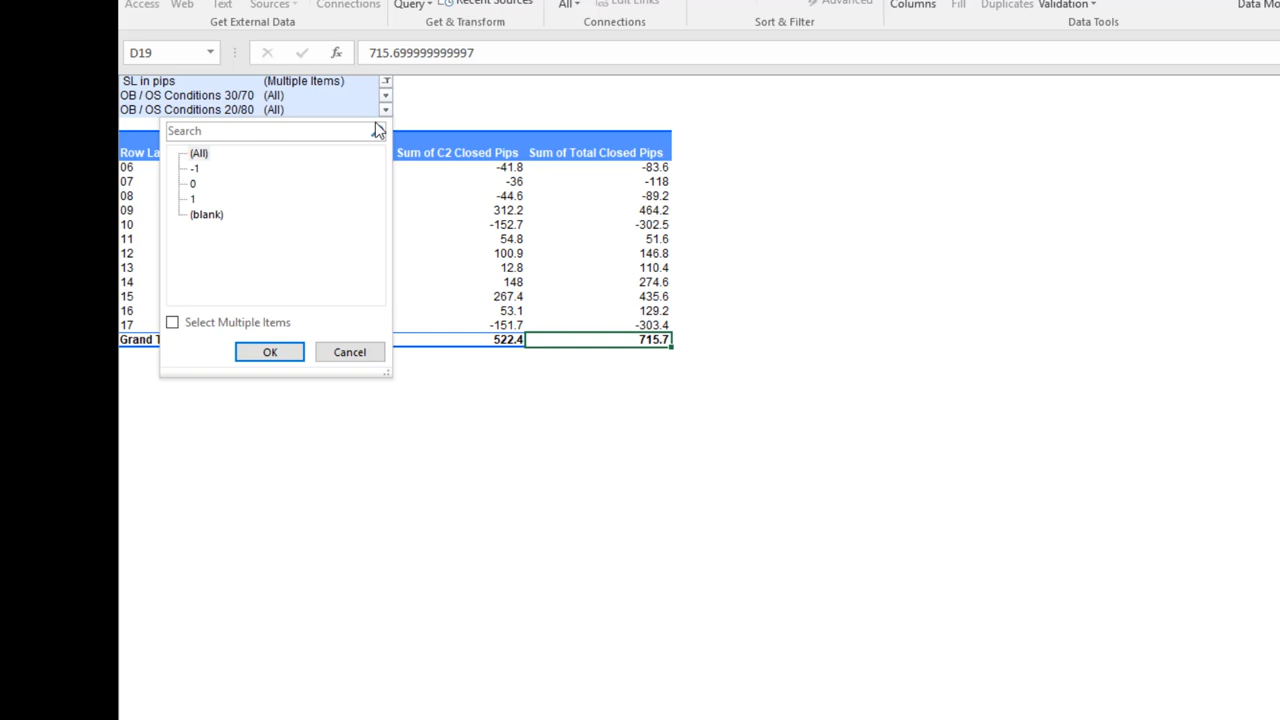 Access Web Text Sources Connections Query Recent Sources All Edit Links Advanced Columns Fill Duplicates Validation Data Mo
Get External Data Get & Transform Connections Sort & Filter Data Tools
D19 fx 715.699999999997
SL in pips (Multiple Items)
OB / OS Conditions 30/70 (All)
OB / OS Conditions 20/80 (All)
Search
Row La Sum of C2 Closed Pips Sum of Total Closed Pips
(All)
-1
0
1
(blank)
Select Multiple Items
OK Cancel
06 -41.8 -83.6
07 -36 -118
08 -44.6 -89.2
09 312.2 464.2
10 -152.7 -302.5
11 54.8 51.6
12 100.9 146.8
13 12.8 110.4
14 148 274.6
15 267.4 435.6
16 53.1 129.2
17 -151.7 -303.4
Grand T 522.4 715.7